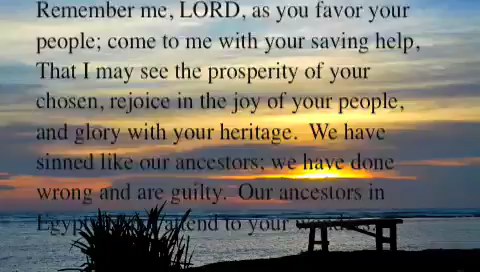 Remember me, LORD, as you favor your
people; come to me with your saving help,
That I may see the prosperity of your
chosen, rejoice in the joy of your people,
and glory with your heritage. We have
sinned like our ancestors; we have done
wrong and are guilty. Our ancestors in
Egypt attend to your